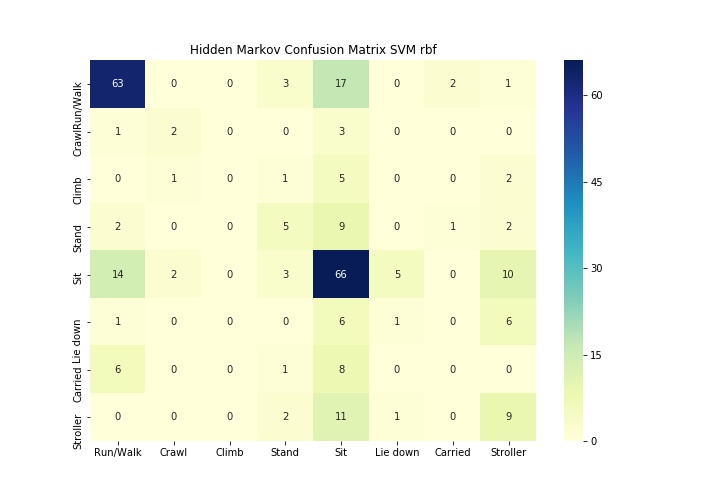 Hidden Markov Confusion Matrix SVM rbf
Run/Walk 63 0 0 3 17 0 2 1
Crawl 1 2 0 0 3 0 0 0
Climb 0 1 0 1 5 0 0 2
Stand 2 0 0 5 9 0 1 2
Sit 14 2 0 3 66 5 0 10
Lie down 1 0 0 0 6 1 0 6
Carried 6 0 0 1 8 0 0 0
Stroller 0 0 0 2 11 1 0 9
Run/Walk Crawl Climb Stand Sit Lie down Carried Stroller
60
45
30
15
0